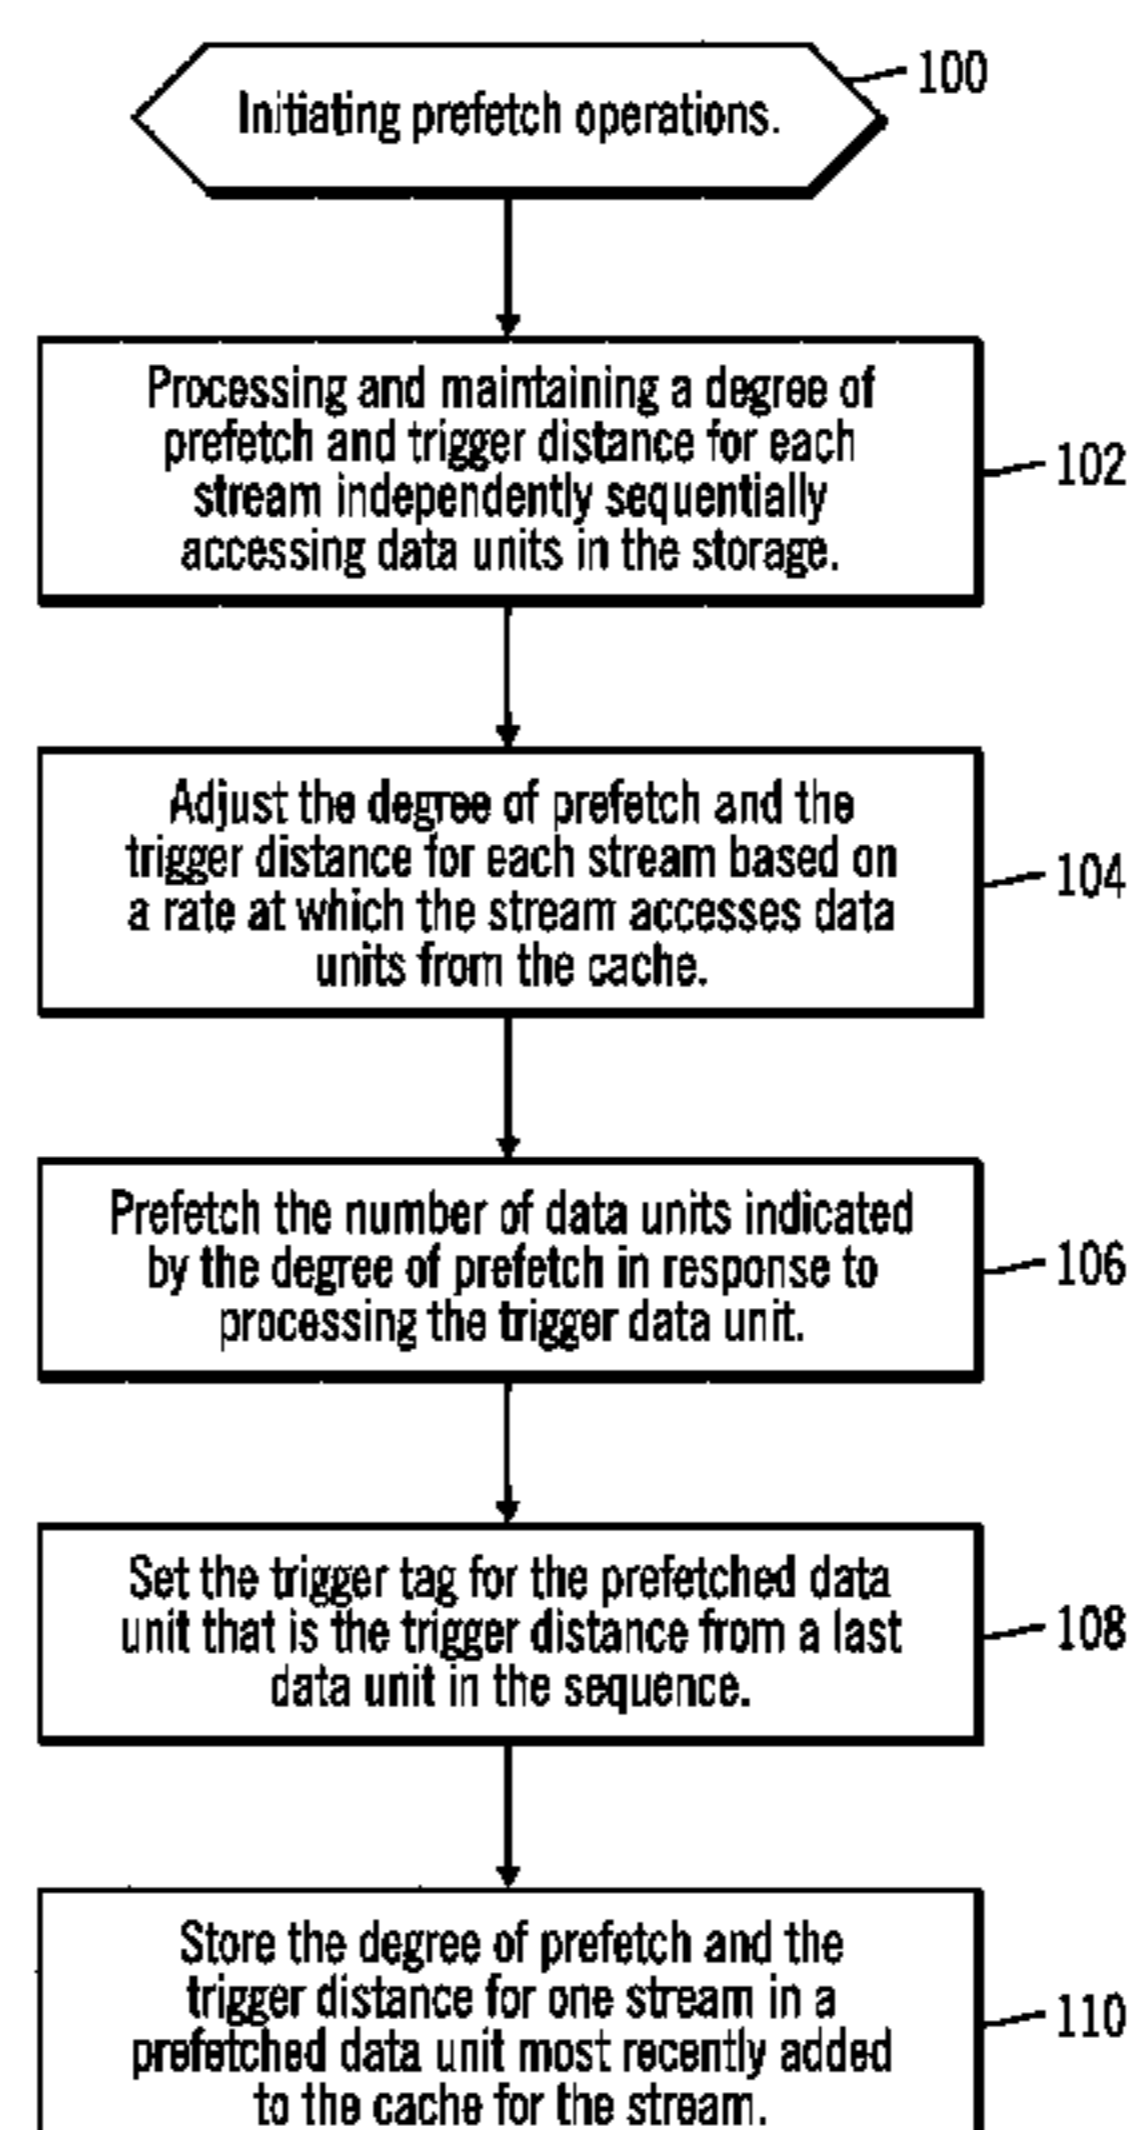 Initiating prefetch operations.
100
Processing and maintaining a degree of
prefetch and trigger distance for each
stream independently sequentially
accessing data units in the storage.
102
Adjust the degree of prefetch and the
trigger distance for each stream based on
a rate at which the stream accesses data
units from the cache.
104
Prefetch the number of data units indicated
by the degree of prefetch in response to
processing the trigger data unit.
106
Set the trigger tag for the prefetched data
unit that is the trigger distance from a last
data unit in the sequence.
108
Store the degree of prefetch and the
trigger distance for one stream in a
prefetched data unit most recently added
to the cache for the stream.
110